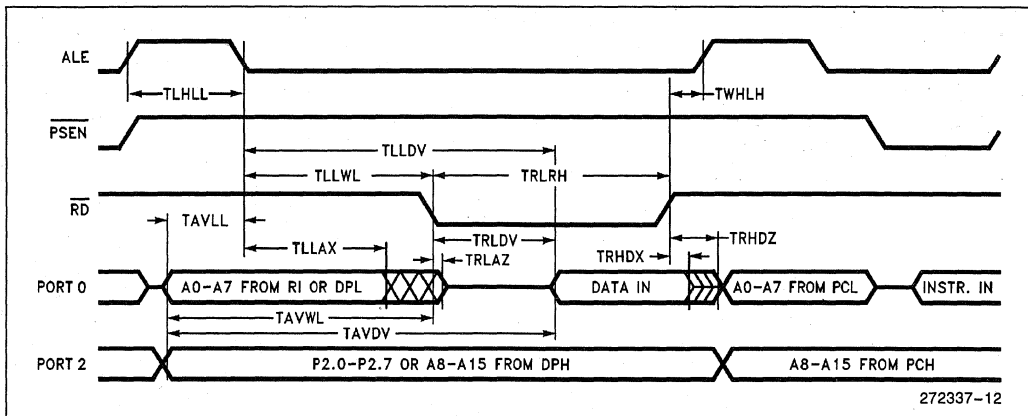 ALE
TLHLL
TWHLH
PSEN
TLLDV
TLLWL
TRLRH
RD
TAVLL
TRLDV
TRHDZ
TLLAX
TRLAZ
TRHDX
PORT 0
A0-A7 FROM RI OR DPL
DATA IN
A0-A7 FROM PCL
INSTR. IN
TAVWL
TAVDV
PORT 2
P2.0-P2.7 OR A8-A15 FROM DPH
A8-A15 FROM PCH
272337-12